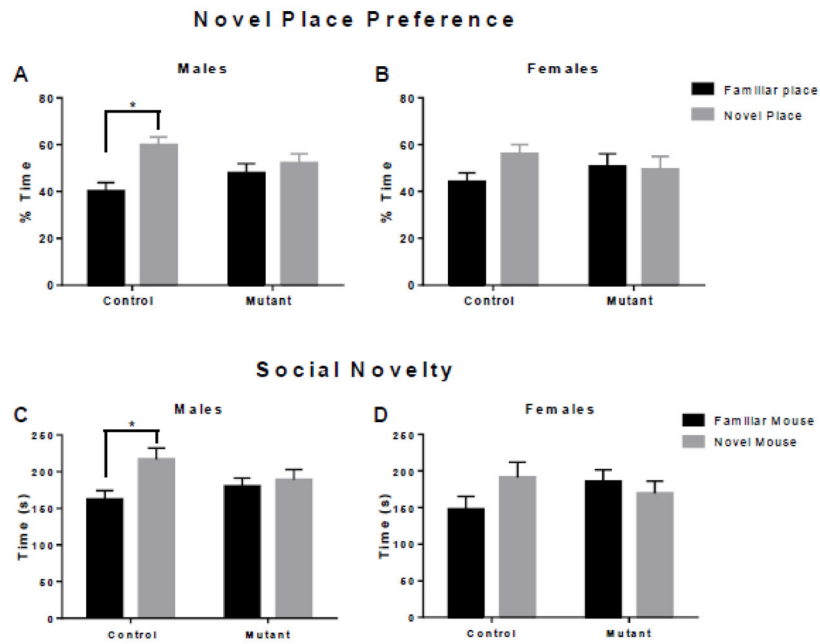 Novel Place Preference
A
Males
B
Females
Familiar place
Novel Place
80
60
40
20
0
% Time
*
Control
Mutant
80
60
40
20
0
% Time
Control
Mutant
Social Novelty
C
Males
D
Females
Familiar Mouse
Novel Mouse
250
200
150
100
50
0
Time (s)
*
Control
Mutant
250
200
150
100
50
0
Time (s)
Control
Mutant